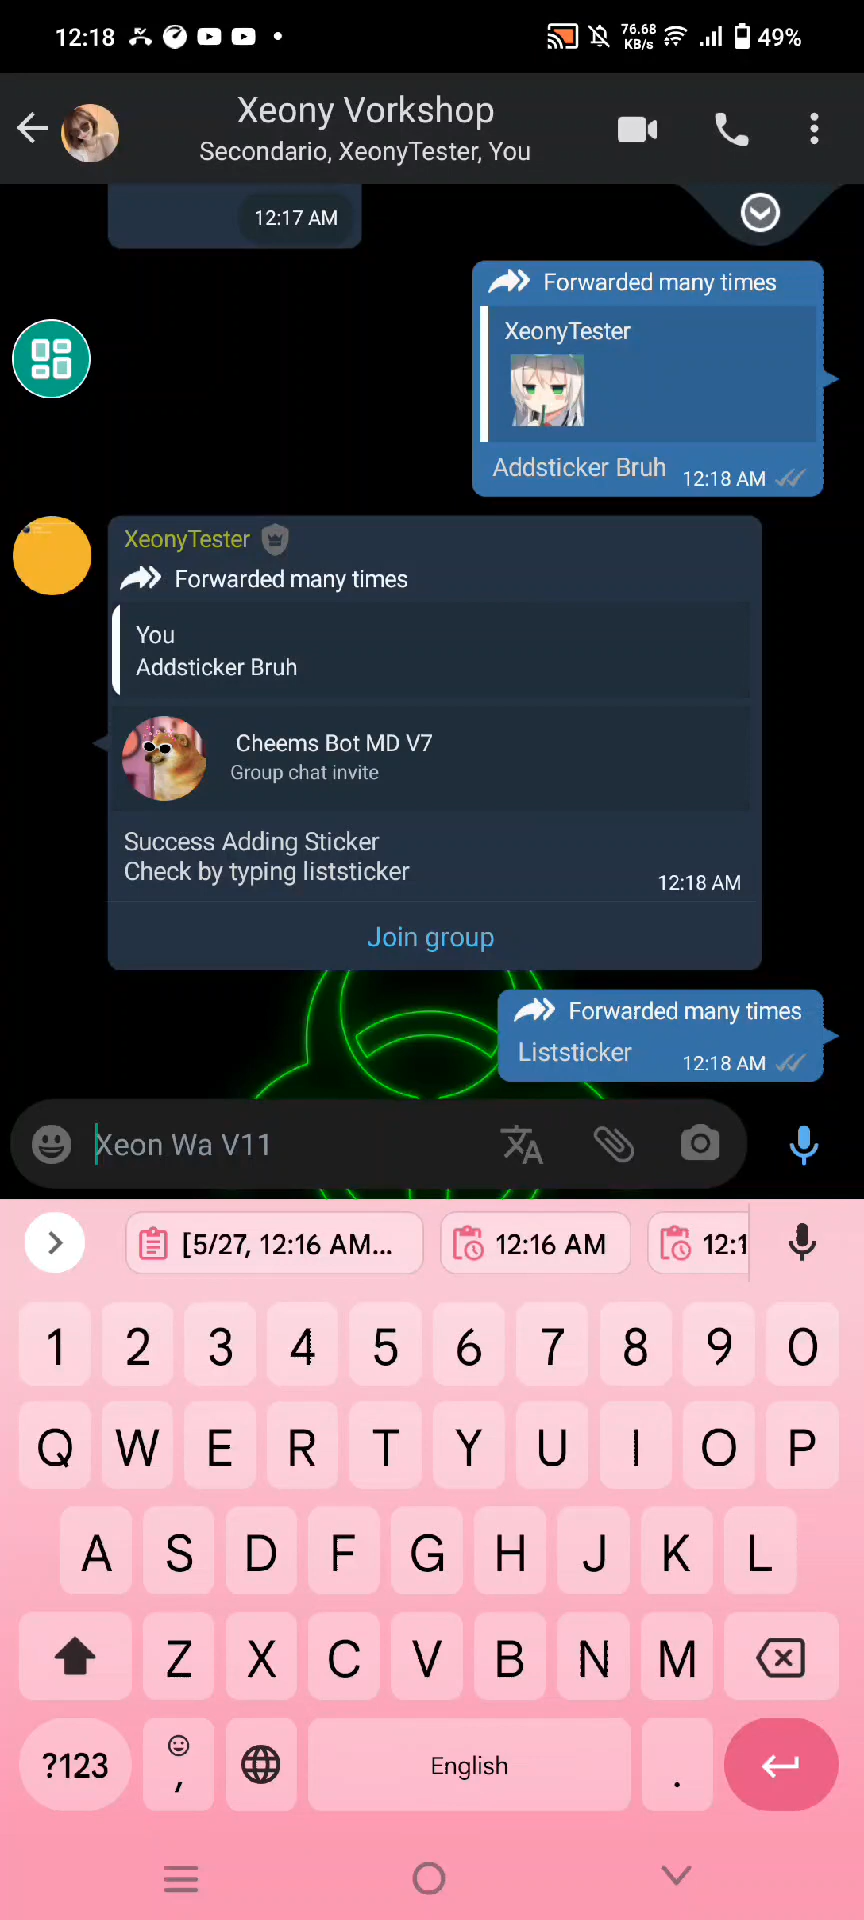 12:18
76.68
KB/s
49%
Xeony Vorkshop
Secondario, XeonyTester, You
12:17 AM
Forwarded many times
XeonyTester
Addsticker Bruh
12:18 AM
XeonyTester
Forwarded many times
You
Addsticker Bruh
Cheems Bot MD V7
Group chat invite
Success Adding Sticker
Check by typing liststicker
12:18 AM
Join group
Forwarded many times
Liststicker
12:18 AM
Xeon Wa V11
[5/27, 12:16 AM...
12:16 AM
12:1
1 2 3 4 5 6 7 8 9 0
Q W E R T Y U I O P
A S D F G H J K L
Z X C V B N M
?123 , English .